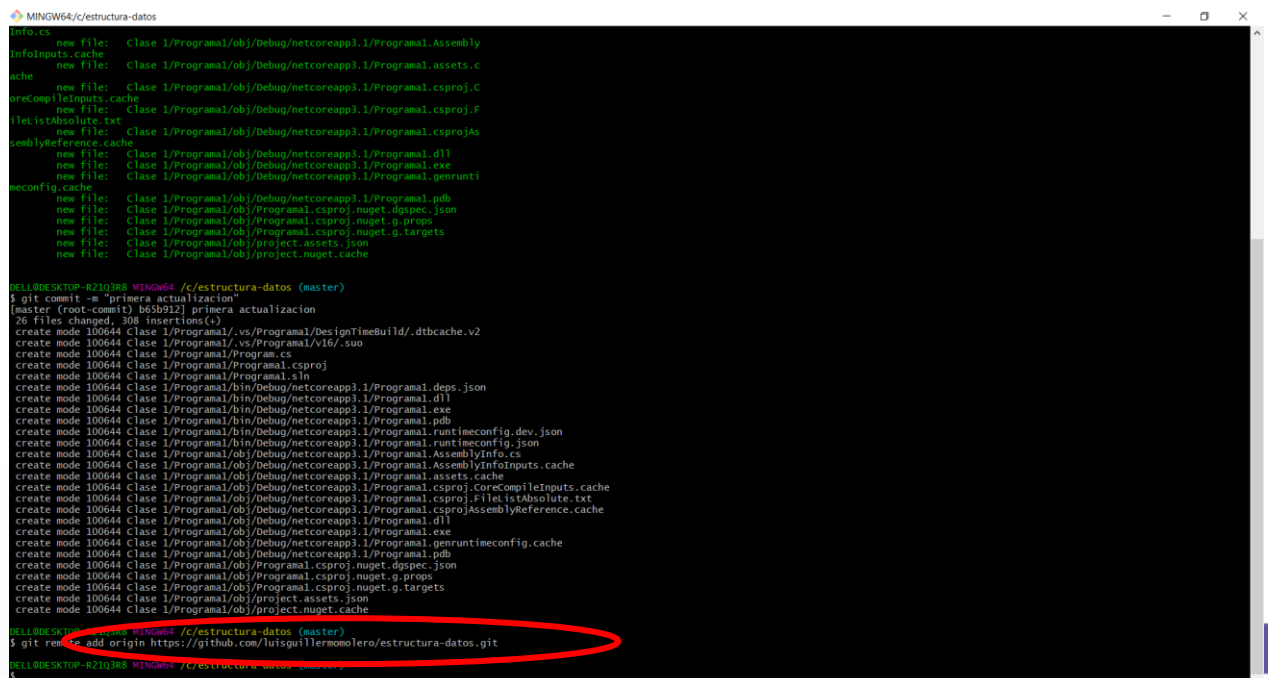 MINGW64:/c/estructura-datos
Info.cs
new file: Clase 1/Programa1/obj/Debug/netcoreapp3.1/Programa1.Assembly
InfoInputs.cache
new file: Clase 1/Programa1/obj/Debug/netcoreapp3.1/Programa1.assets.c
ache
new file: Clase 1/Programa1/obj/Debug/netcoreapp3.1/Programa1.csproj.C
oreCompileInputs.cache
new file: Clase 1/Programa1/obj/Debug/netcoreapp3.1/Programa1.csproj.F
ileListAbsolute.txt
new file: Clase 1/Programa1/obj/Debug/netcoreapp3.1/Programa1.csprojAs
semblyReference.cache
new file: Clase 1/Programa1/obj/Debug/netcoreapp3.1/Programa1.dll
new file: Clase 1/Programa1/obj/Debug/netcoreapp3.1/Programa1.exe
new file: Clase 1/Programa1/obj/Debug/netcoreapp3.1/Programa1.genrunti
meconfig.cache
new file: Clase 1/Programa1/obj/Debug/netcoreapp3.1/Programa1.pdb
new file: Clase 1/Programa1/obj/Programa1.csproj.nuget.dgspec.json
new file: Clase 1/Programa1/obj/Programa1.csproj.nuget.g.props
new file: Clase 1/Programa1/obj/Programa1.csproj.nuget.g.targets
new file: Clase 1/Programa1/obj/project.assets.json
new file: Clase 1/Programa1/obj/project.nuget.cache
DELL@DESKTOP-R21Q3R8 MINGW64 /c/estructura-datos (master)
$ git commit -m "primera actualizacion"
[master (root-commit) b65b912] primera actualizacion
26 files changed, 308 insertions(+)
create mode 100644 Clase 1/Programa1/.vs/Programa1/DesignTimeBuild/.dtbcache.v2
create mode 100644 Clase 1/Programa1/.vs/Programa1/v16/.suo
create mode 100644 Clase 1/Programa1/Program.cs
create mode 100644 Clase 1/Programa1/Programa1.csproj
create mode 100644 Clase 1/Programa1/Programa1.sln
create mode 100644 Clase 1/Programa1/bin/Debug/netcoreapp3.1/Programa1.deps.json
create mode 100644 Clase 1/Programa1/bin/Debug/netcoreapp3.1/Programa1.dll
create mode 100644 Clase 1/Programa1/bin/Debug/netcoreapp3.1/Programa1.exe
create mode 100644 Clase 1/Programa1/bin/Debug/netcoreapp3.1/Programa1.pdb
create mode 100644 Clase 1/Programa1/bin/Debug/netcoreapp3.1/Programa1.runtimeconfig.dev.json
create mode 100644 Clase 1/Programa1/bin/Debug/netcoreapp3.1/Programa1.runtimeconfig.json
create mode 100644 Clase 1/Programa1/obj/Debug/netcoreapp3.1/Programa1.AssemblyInfo.cs
create mode 100644 Clase 1/Programa1/obj/Debug/netcoreapp3.1/Programa1.AssemblyInfoInputs.cache
create mode 100644 Clase 1/Programa1/obj/Debug/netcoreapp3.1/Programa1.assets.cache
create mode 100644 Clase 1/Programa1/obj/Debug/netcoreapp3.1/Programa1.csproj.CoreCompileInputs.cache
create mode 100644 Clase 1/Programa1/obj/Debug/netcoreapp3.1/Programa1.csproj.FileListAbsolute.txt
create mode 100644 Clase 1/Programa1/obj/Debug/netcoreapp3.1/Programa1.csprojAssemblyReference.cache
create mode 100644 Clase 1/Programa1/obj/Debug/netcoreapp3.1/Programa1.dll
create mode 100644 Clase 1/Programa1/obj/Debug/netcoreapp3.1/Programa1.exe
create mode 100644 Clase 1/Programa1/obj/Debug/netcoreapp3.1/Programa1.genruntimeconfig.cache
create mode 100644 Clase 1/Programa1/obj/Debug/netcoreapp3.1/Programa1.pdb
create mode 100644 Clase 1/Programa1/obj/Programa1.csproj.nuget.dgspec.json
create mode 100644 Clase 1/Programa1/obj/Programa1.csproj.nuget.g.props
create mode 100644 Clase 1/Programa1/obj/Programa1.csproj.nuget.g.targets
create mode 100644 Clase 1/Programa1/obj/project.assets.json
create mode 100644 Clase 1/Programa1/obj/project.nuget.cache
DELL@DESKTOP-R21Q3R8 MINGW64 /c/estructura-datos (master)
$ git remote add origin https://github.com/luisguillermomolero/estructura-datos.git
DELL@DESKTOP-R21Q3R8 MINGW64 /c/estructura-datos (master)
$